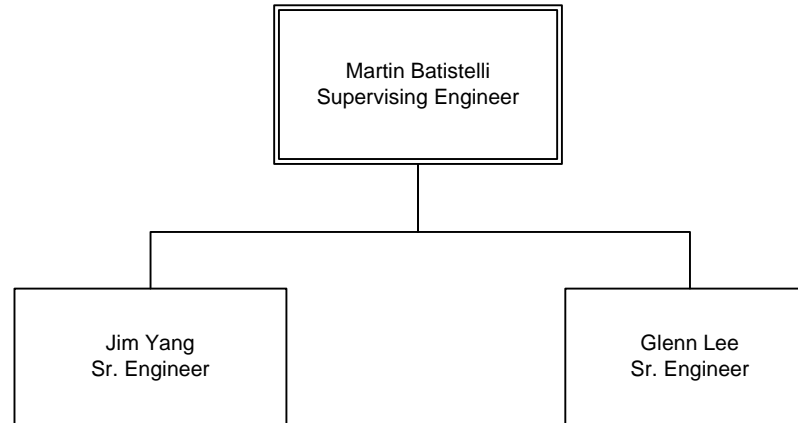 Martin Batistelli
Supervising Engineer
Jim Yang
Sr. Engineer
Glenn Lee
Sr. Engineer